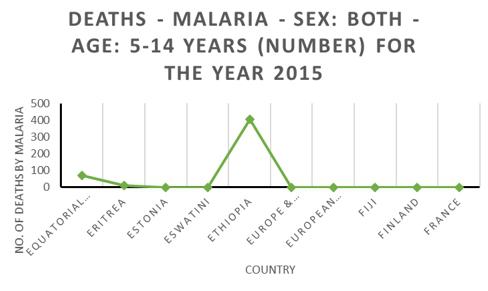 DEATHS - MALARIA - SEX: BOTH -
AGE: 5-14 YEARS (NUMBER) FOR
THE YEAR 2015
NO. OF DEATHS BY MALARIA
500
400
300
200
100
0
EQUATORIAL…
ERITREA
ESTONIA
ESWATINI
ETHIOPIA
EUROPE &…
EUROPEAN…
FIJI
FINLAND
FRANCE
COUNTRY